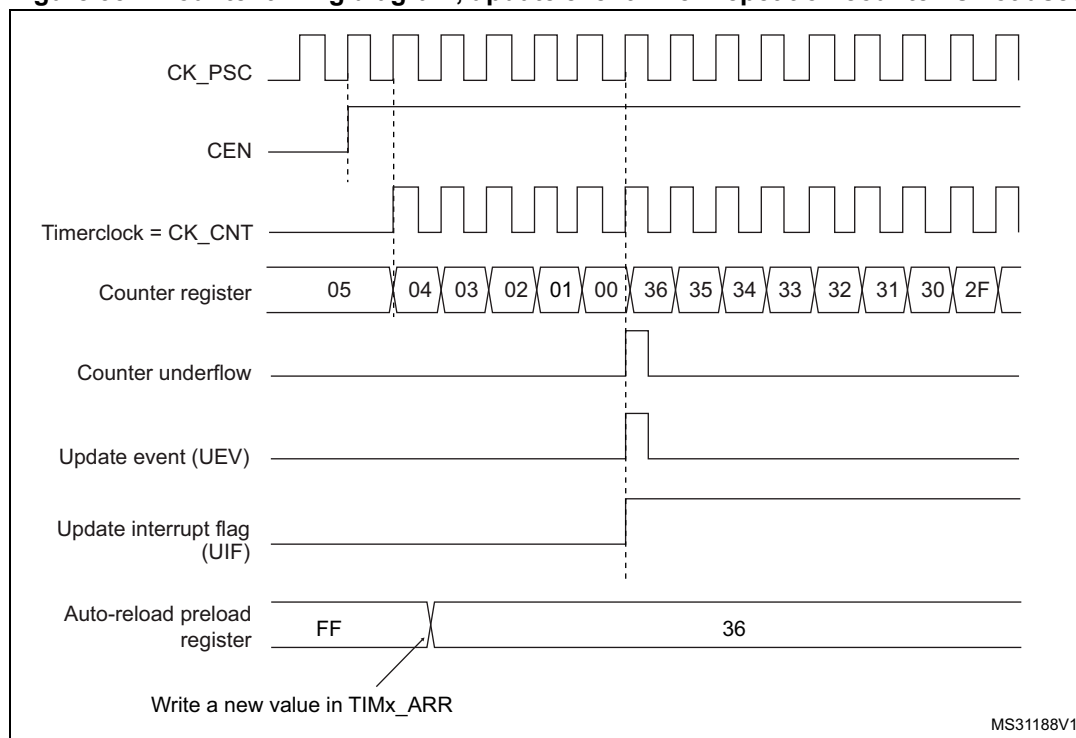 CK_PSC
CEN
Timerclock = CK_CNT
Counter register 05 04 03 02 01 00 36 35 34 33 32 31 30 2F
Counter underflow
Update event (UEV)
Update interrupt flag
(UIF)
Auto-reload preload
register FF 36
Write a new value in TIMx_ARR
MS31188V1